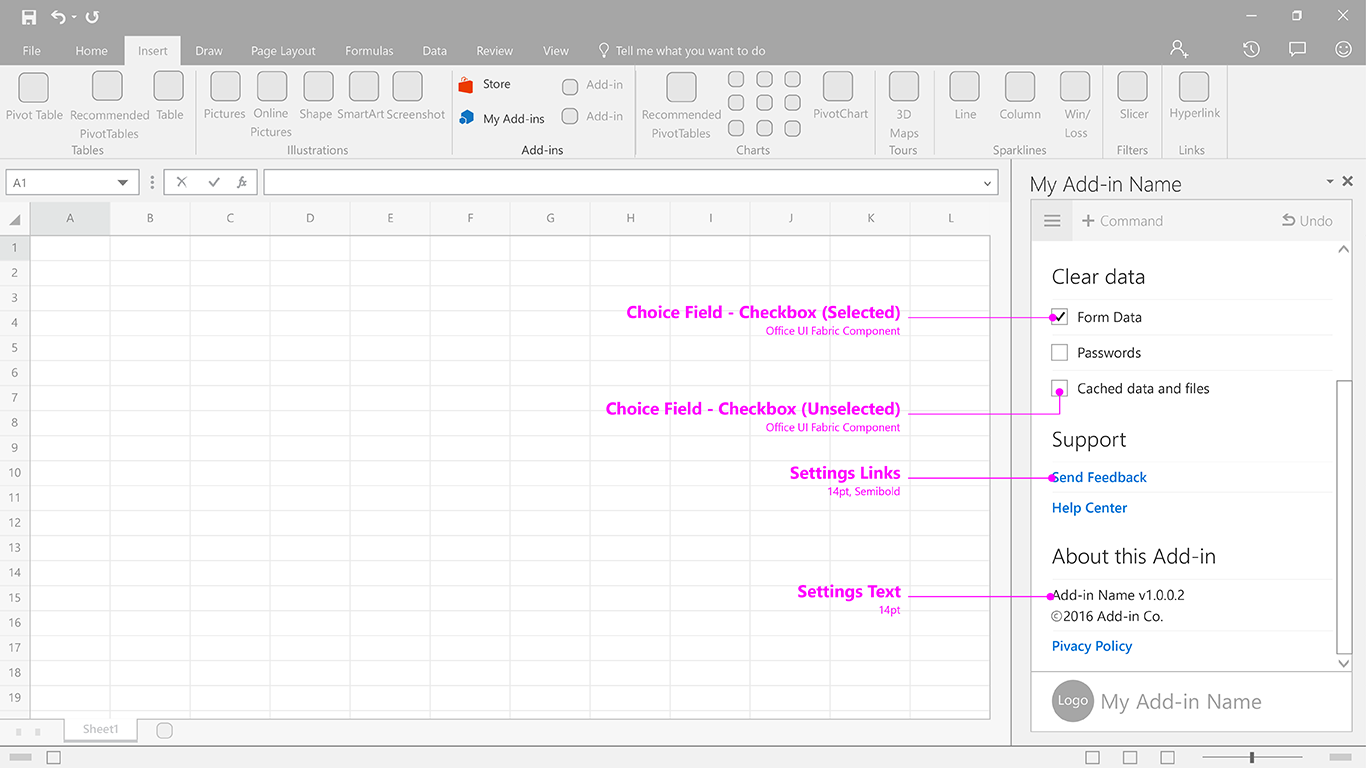 File Home Insert Draw Page Layout Formulas Data Review View Tell me what you want to do
Pivot Table
Recommended
PivotTables
Table
Tables
Pictures
Online
Pictures
Shape
SmartArt
Screenshot
Illustrations
Store
My Add-ins
Add-in
Add-in
Add-ins
Recommended
PivotTables
PivotChart
Charts
3D
Maps
Tours
Line
Column
Win/
Loss
Sparklines
Slicer
Filters
Hyperlink
Links
A1
fx
A B C D E F G H I J K L
1
2
3
4
5
6
7
8
9
10
11
12
13
14
15
16
17
18
19
Choice Field - Checkbox (Selected)
Office UI Fabric Component
Choice Field - Checkbox (Unselected)
Office UI Fabric Component
Settings Links
14pt, Semibold
Settings Text
14pt
Sheet1
My Add-in Name
Command
Undo
Clear data
Form Data
Passwords
Cached data and files
Support
Send Feedback
Help Center
About this Add-in
Add-in Name v1.0.0.2
©2016 Add-in Co.
Pivacy Policy
Logo My Add-in Name